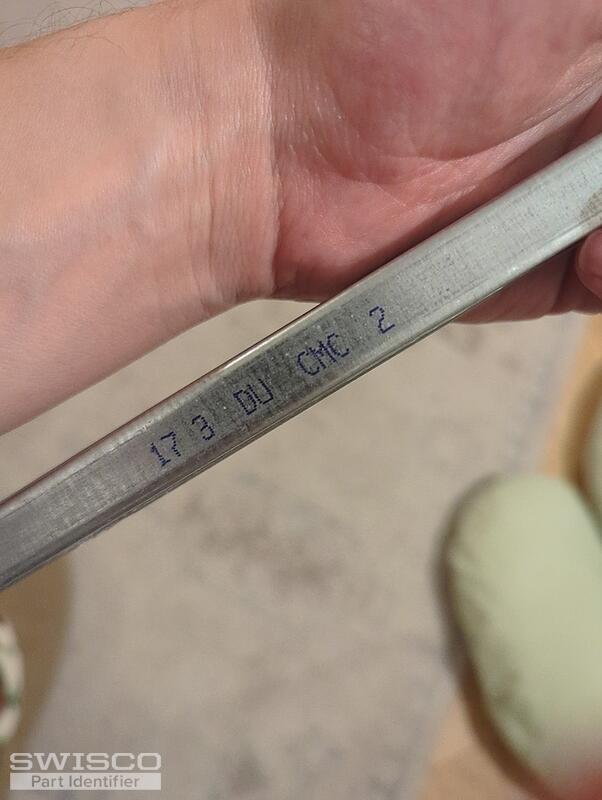 17 3 DU CMC 2
SWISCO
Part Identifier